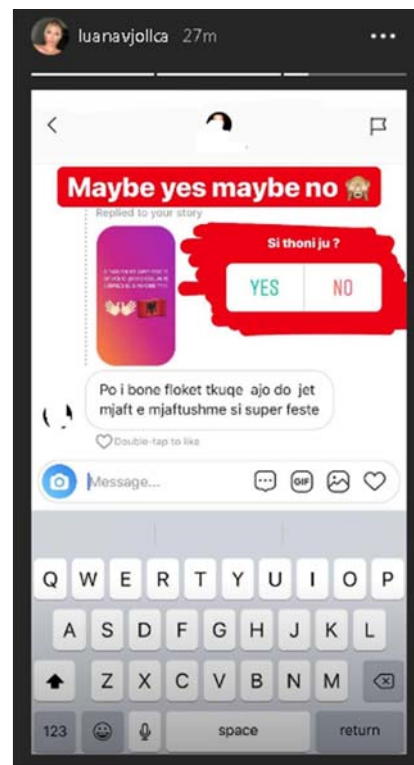 luanavjollca 27m
Maybe yes maybe no 🙈
Replied to your story
Si thoni ju ?
YES NO
Po i bone floket tkuqe ajo do jet
mjaft e mjaftushme si super feste
Double-tap to like
Message...
GIF
Q W E R T Y U I O P
A S D F G H J K L
Z X C V B N M
123 space return